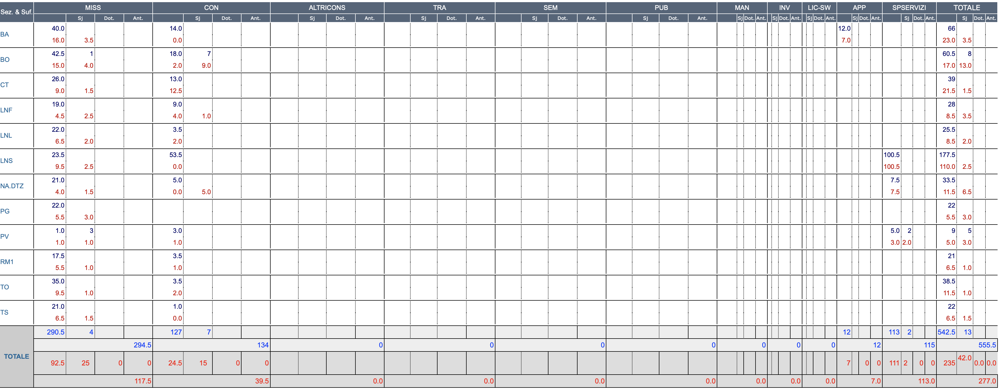 Sez. & Suf. MISS CON ALTRICONS TRA SEM PUB MAN INV LIC-SW APP SPSERVIZI TOTALE
Sj Dot. Ant. Sj Dot. Ant. Sj Dot. Ant. Sj Dot. Ant. Sj Dot. Ant. Sj Dot. Ant. Sj Dot. Ant. Sj Dot. Ant. Sj Dot. Ant. Sj Dot. Ant. Sj Dot. Ant. Sj Dot. Ant.
BA
40.0 14.0 12.0 66
16.0 3.5 0.0 7.0 23.0 3.5
BO
42.5 1 18.0 7 60.5 8
15.0 4.0 2.0 9.0 17.0 13.0
CT
26.0 13.0 39
9.0 1.5 12.5 21.5 1.5
LNF
19.0 9.0 28
4.5 2.5 4.0 1.0 8.5 3.5
LNL
22.0 3.5 25.5
6.5 2.0 2.0 8.5 2.0
LNS
23.5 53.5 100.5 177.5
9.5 2.5 0.0 100.5 110.0 2.5
NA.DTZ
21.0 5.0 7.5 33.5
4.0 1.5 0.0 5.0 7.5 11.5 6.5
PG
22.0 22
5.5 3.0 5.5 3.0
PV
1.0 3 3.0 5.0 2 9 5
1.0 1.0 1.0 3.0 2.0 5.0 3.0
RM1
17.5 3.5 21
5.5 1.0 1.0 6.5 1.0
TO
35.0 3.5 38.5
9.5 1.0 2.0 11.5 1.0
TS
21.0 1.0 22
6.5 1.5 0.0 6.5 1.5
TOTALE
290.5 4 127 7 12 113 2 542.5 13
294.5 134 0 0 0 0 0 0 0 12 115 555.5
92.5 25 0 0 24.5 15 0 0 7 0 0 111 2 0 0 235 42.0 0.0 0.0
117.5 39.5 0.0 0.0 0.0 0.0 0.0 0.0 0.0 7.0 113.0 277.0